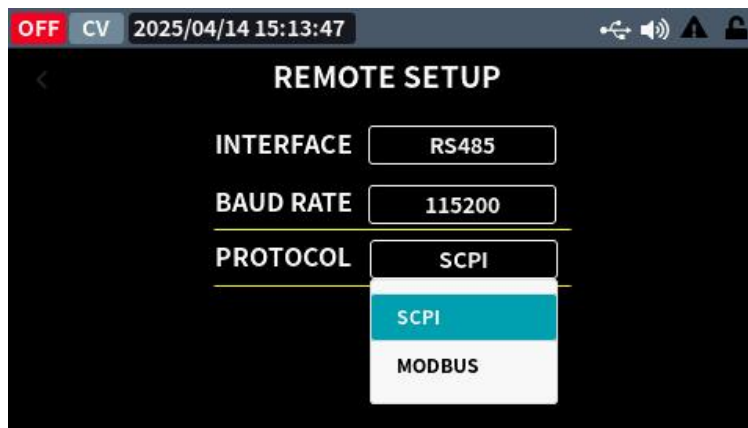 OFF CV 2025/04/14 15:13:47
REMOTE SETUP
INTERFACE RS485
BAUD RATE 115200
PROTOCOL SCPI
SCPI
MODBUS